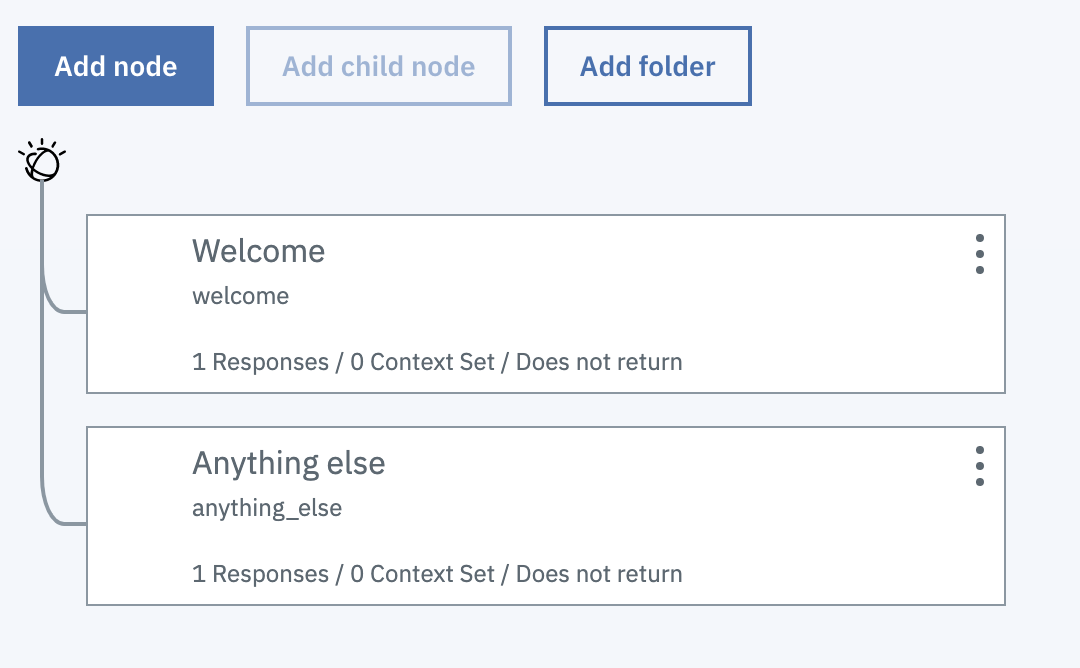 Add node
Add child node
Add folder
Welcome
welcome
1 Responses / 0 Context Set / Does not return
Anything else
anything_else
1 Responses / 0 Context Set / Does not return